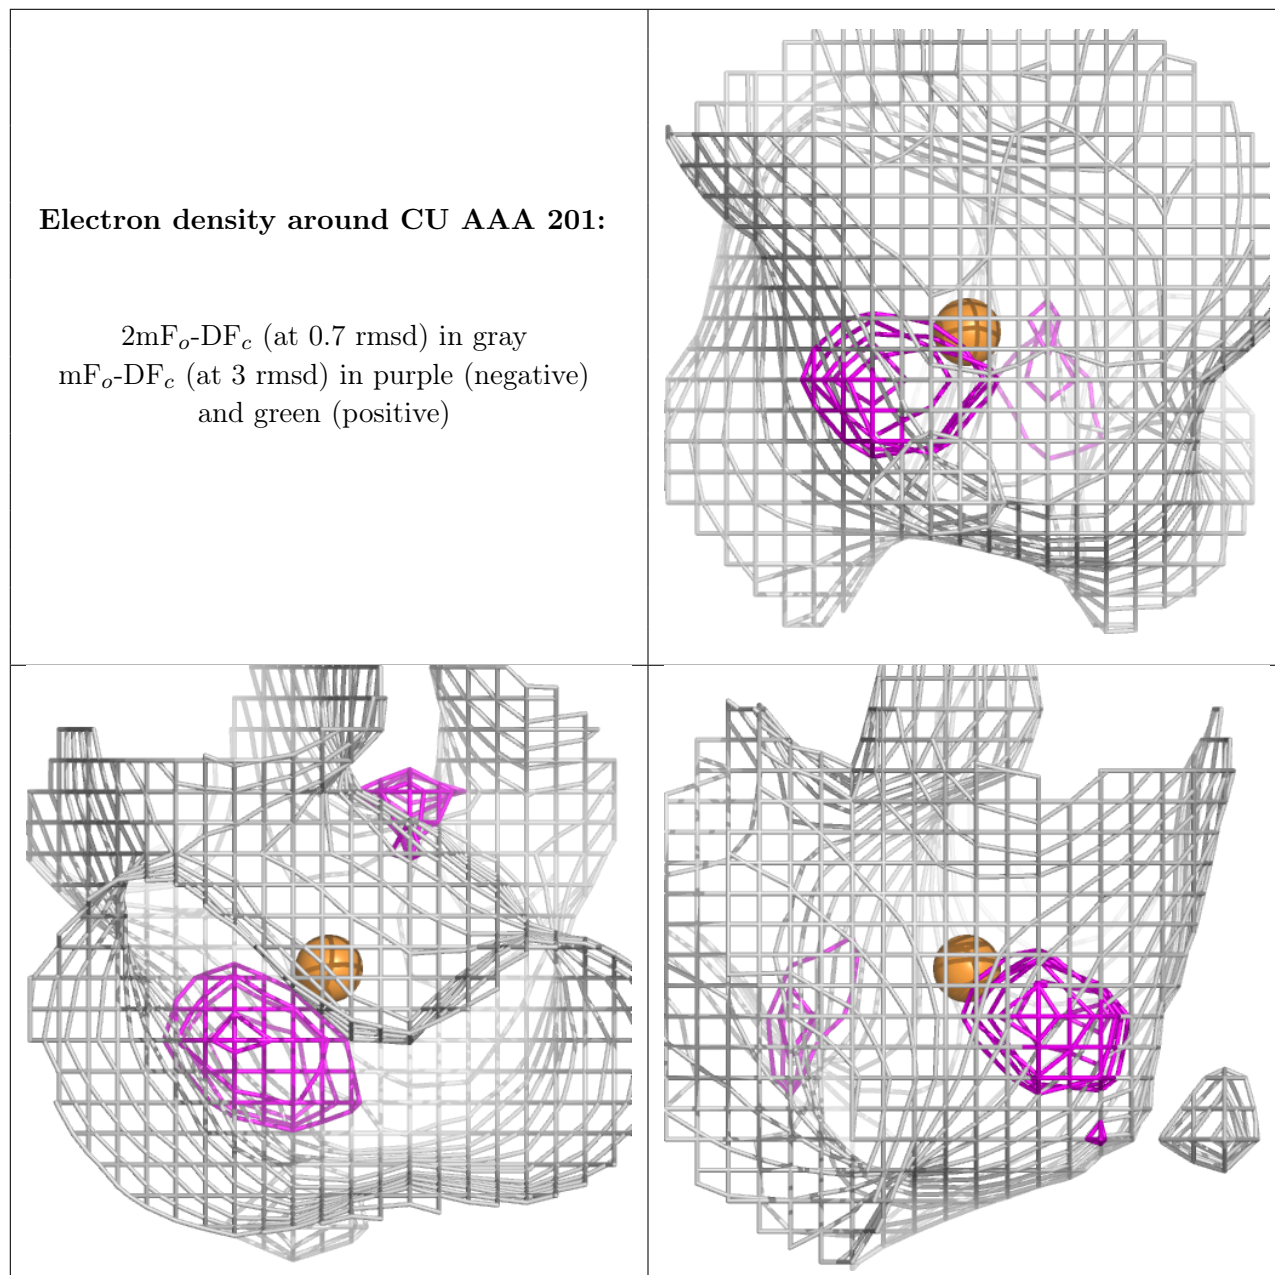 Electron density around CU AAA 201:
2mFₒ-DF𝒸 (at 0.7 rmsd) in gray
mFₒ-DF𝒸 (at 3 rmsd) in purple (negative)
and green (positive)